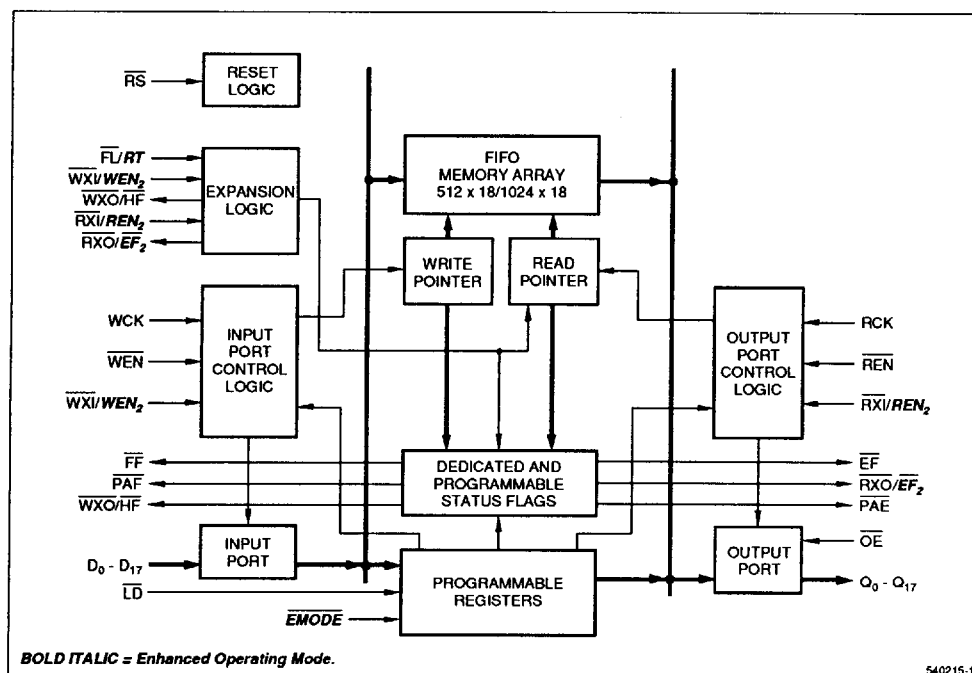 RS
RESET
LOGIC
FL/RT
WXI/WEN2
WXO/HF
RXI/REN2
RXO/EF2
EXPANSION
LOGIC
FIFO
MEMORY ARRAY
512 x 18/1024 x 18
WRITE
POINTER
READ
POINTER
WCK
WEN
WXI/WEN2
INPUT
PORT
CONTROL
LOGIC
OUTPUT
PORT
CONTROL
LOGIC
RCK
REN
RXI/REN2
FF
PAF
WXO/HF
DEDICATED AND
PROGRAMMABLE
STATUS FLAGS
EF
RXO/EF2
PAE
OE
INPUT
PORT
D0 - D17
LD
EMODE
PROGRAMMABLE
REGISTERS
OUTPUT
PORT
Q0 - Q17
BOLD ITALIC = Enhanced Operating Mode.
540215-1